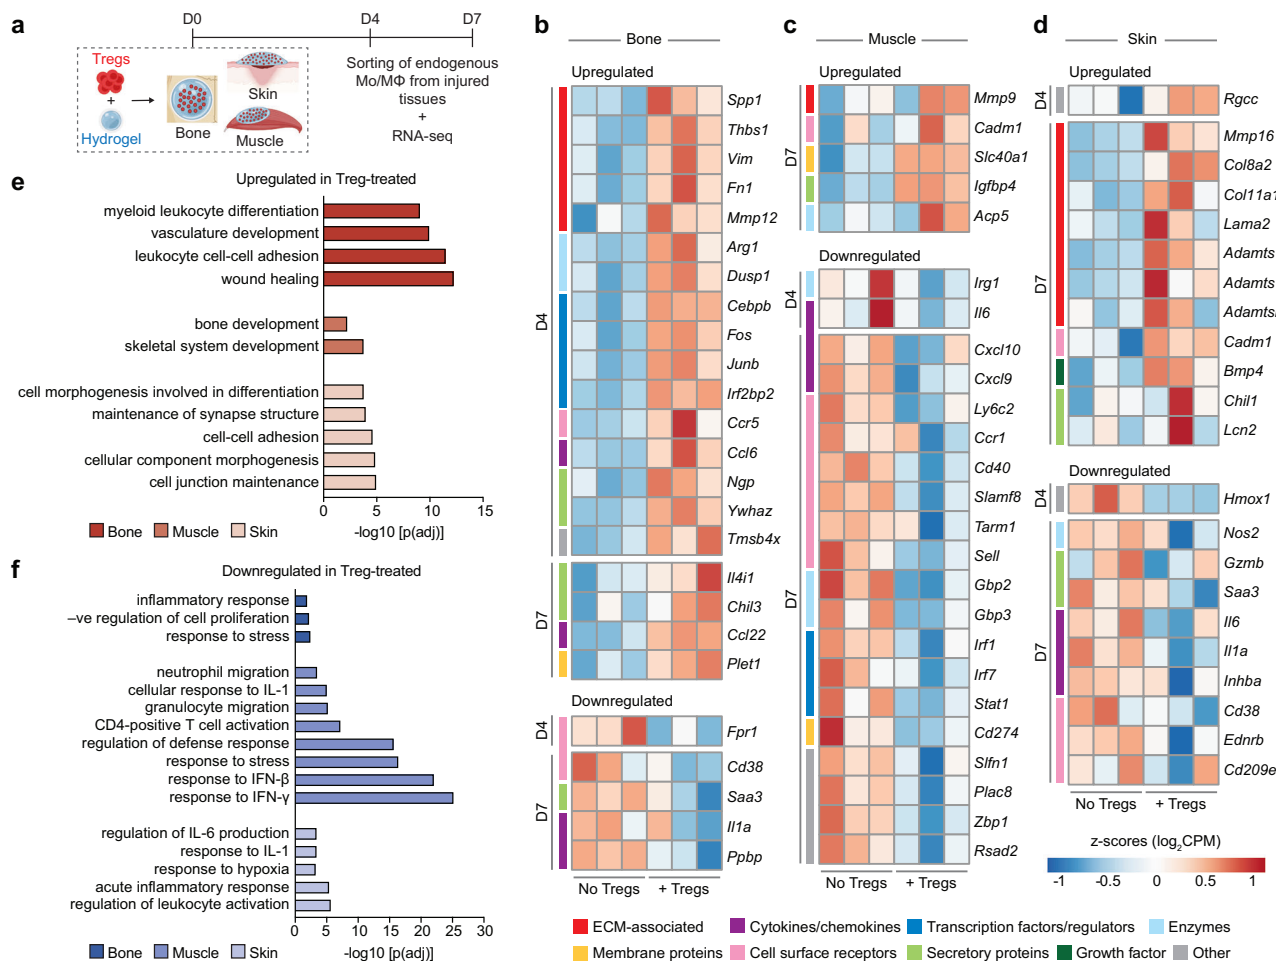 a
D0
D4
D7
Tregs
+
Hydrogel
Bone
Skin
Muscle
Sorting of endogenous
Mo/MΦ from injured
tissues
+
RNA-seq
b
Bone
Upregulated
D4
Spp1
Thbs1
Vim
Fn1
Mmp12
Arg1
Dusp1
Cebpb
Fos
Junb
Irf2bp2
Ccr5
Ccl6
Ngp
Ywhaz
Tmsb4x
D7
Il4i1
Chil3
Ccl22
Plet1
Downregulated
D4
Fpr1
D7
Cd38
Saa3
Il1a
Ppbp
No Tregs
+ Tregs
c
Muscle
Upregulated
D7
Mmp9
Cadm1
Slc40a1
Igfbp4
Acp5
Downregulated
D4
Irg1
Il6
D7
Cxcl10
Cxcl9
Ly6c2
Ccr1
Cd40
Slamf8
Tarm1
Sell
Gbp2
Gbp3
Irf1
Irf7
Stat1
Cd274
Slfn1
Plac8
Zbp1
Rsad2
No Tregs
+ Tregs
d
Skin
Upregulated
D4
Rgcc
D7
Mmp16
Col8a2
Col11a1
Lama2
Adamts
Adamts
Adamts
Cadm1
Bmp4
Chil1
Lcn2
Downregulated
D4
Hmox1
D7
Nos2
Gzmb
Saa3
Il6
Il1a
Inhba
Cd38
Ednrb
Cd209e
No Tregs
+ Tregs
z-scores (log2CPM)
-1
-0.5
0
0.5
1
e
Upregulated in Treg-treated
myeloid leukocyte differentiation
vasculature development
leukocyte cell-cell adhesion
wound healing
bone development
skeletal system development
cell morphogenesis involved in differentiation
maintenance of synapse structure
cell-cell adhesion
cellular component morphogenesis
cell junction maintenance
0 5 10 15
-log10 [p(adj)]
Bone
Muscle
Skin
f
Downregulated in Treg-treated
inflammatory response
–ve regulation of cell proliferation
response to stress
neutrophil migration
cellular response to IL-1
granulocyte migration
CD4-positive T cell activation
regulation of defense response
response to stress
response to IFN-β
response to IFN-γ
regulation of IL-6 production
response to IL-1
response to hypoxia
acute inflammatory response
regulation of leukocyte activation
0 5 10 15 20 25 30
-log10 [p(adj)]
Bone
Muscle
Skin
ECM-associated
Cytokines/chemokines
Transcription factors/regulators
Enzymes
Membrane proteins
Cell surface receptors
Secretory proteins
Growth factor
Other